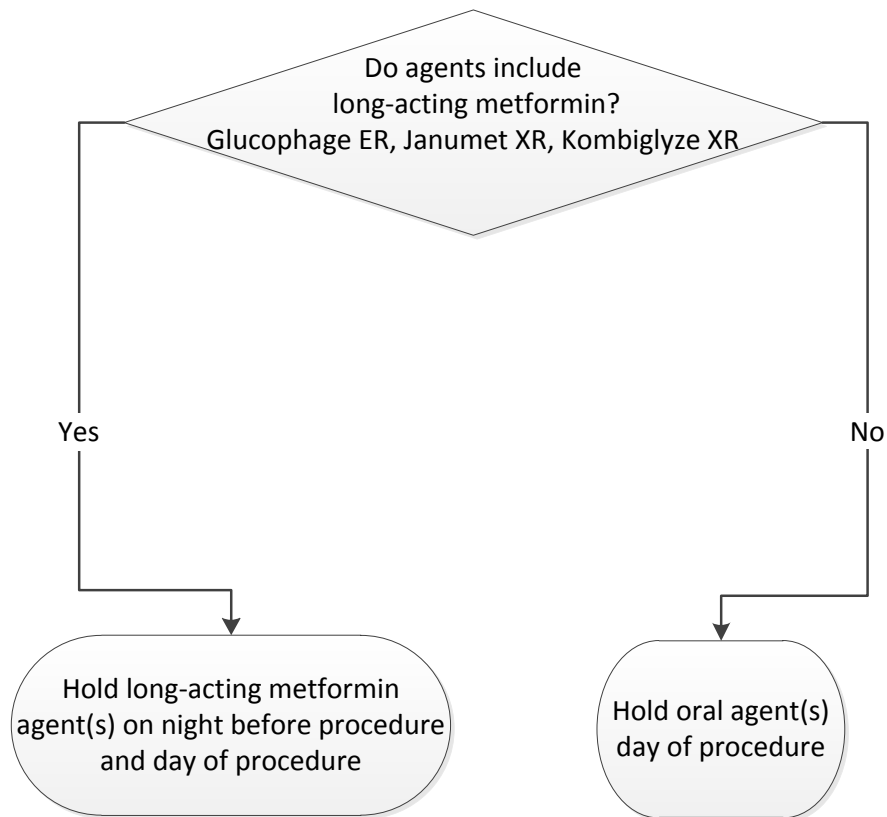 Do agents include
long-acting metformin?
Glucophage ER, Janumet XR, Kombiglyze XR
Yes
No
Hold long-acting metformin
agent(s) on night before procedure
and day of procedure
Hold oral agent(s)
day of procedure